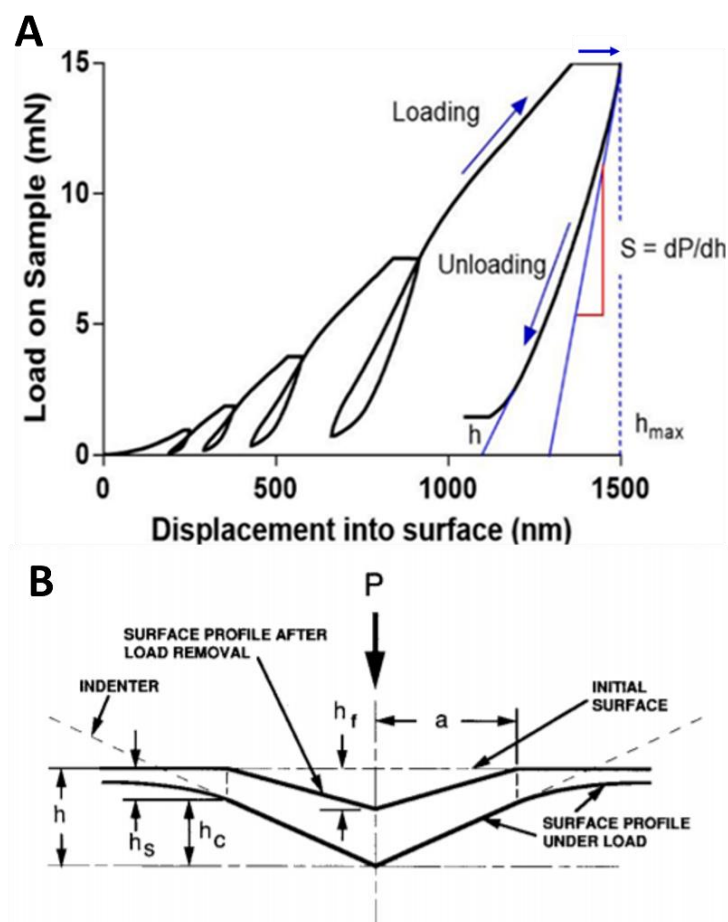 A
15
10
5
0
Load on Sample (mN)
Loading
Unloading
S = dP/dh
h
hmax
0
500
1000
1500
Displacement into surface (nm)
B
P
SURFACE PROFILE AFTER
LOAD REMOVAL
INDENTER
hf
a
INITIAL
SURFACE
h
hs
hc
SURFACE PROFILE
UNDER LOAD